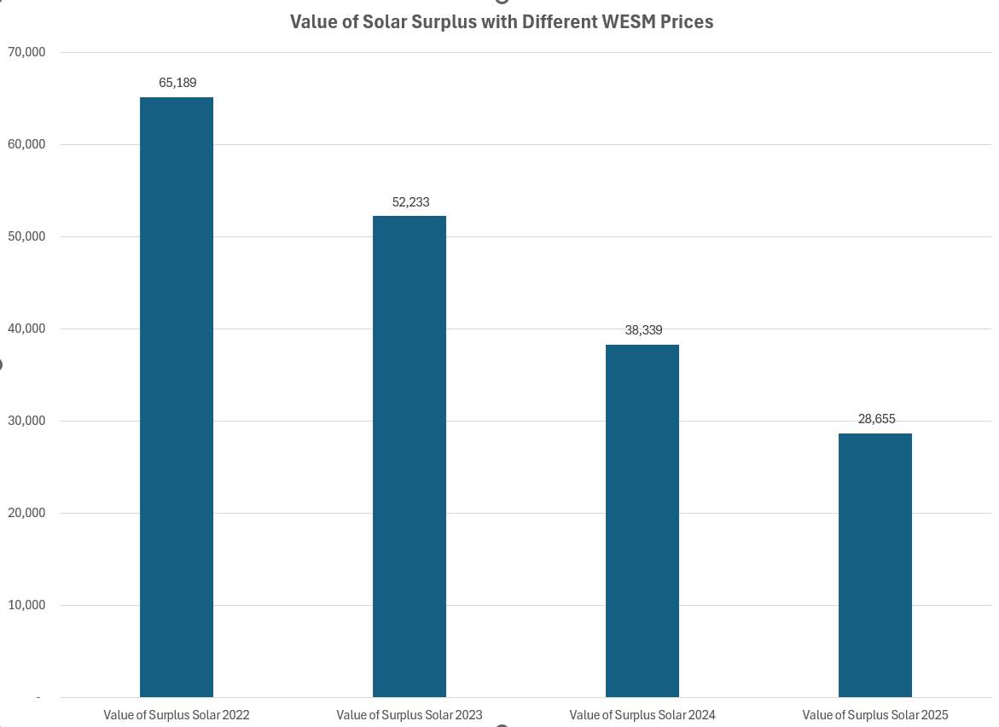 Value of Solar Surplus with Different WESM Prices
70,000
65,189
60,000
52,233
50,000
40,000
38,339
30,000
28,655
20,000
10,000
-
Value of Surplus Solar 2022
Value of Surplus Solar 2023
Value of Surplus Solar 2024
Value of Surplus Solar 2025